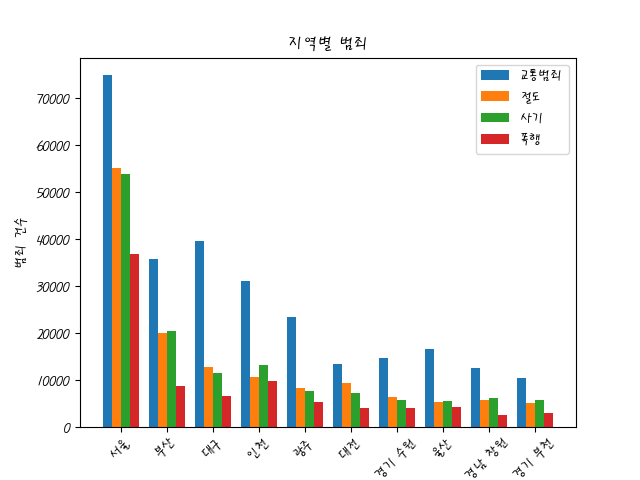 지역별 범죄
교통범죄
절도
사기
폭행
범죄 건수
70000
60000
50000
40000
30000
20000
10000
0
서울
부산
대구
인천
광주
대전
경기 수원
울산
경남 창원
경기 부천